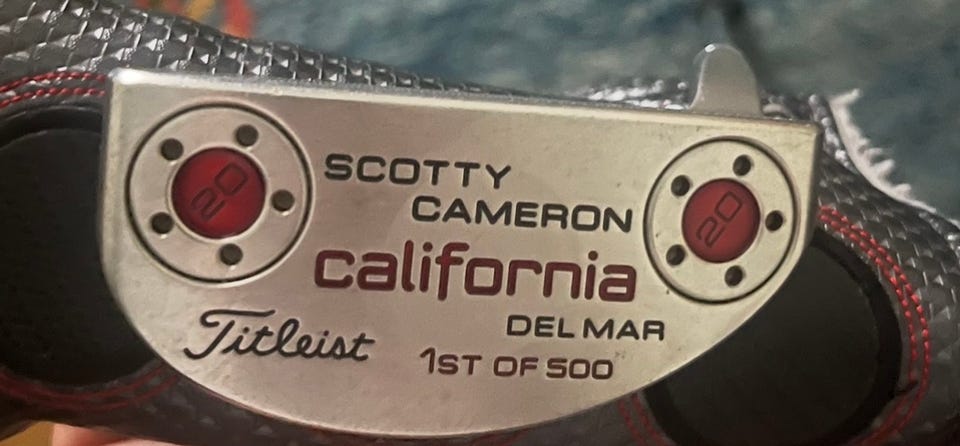 SCOTTY
CAMERON
california
DEL MAR
Titleist
1ST OF 500
20
20